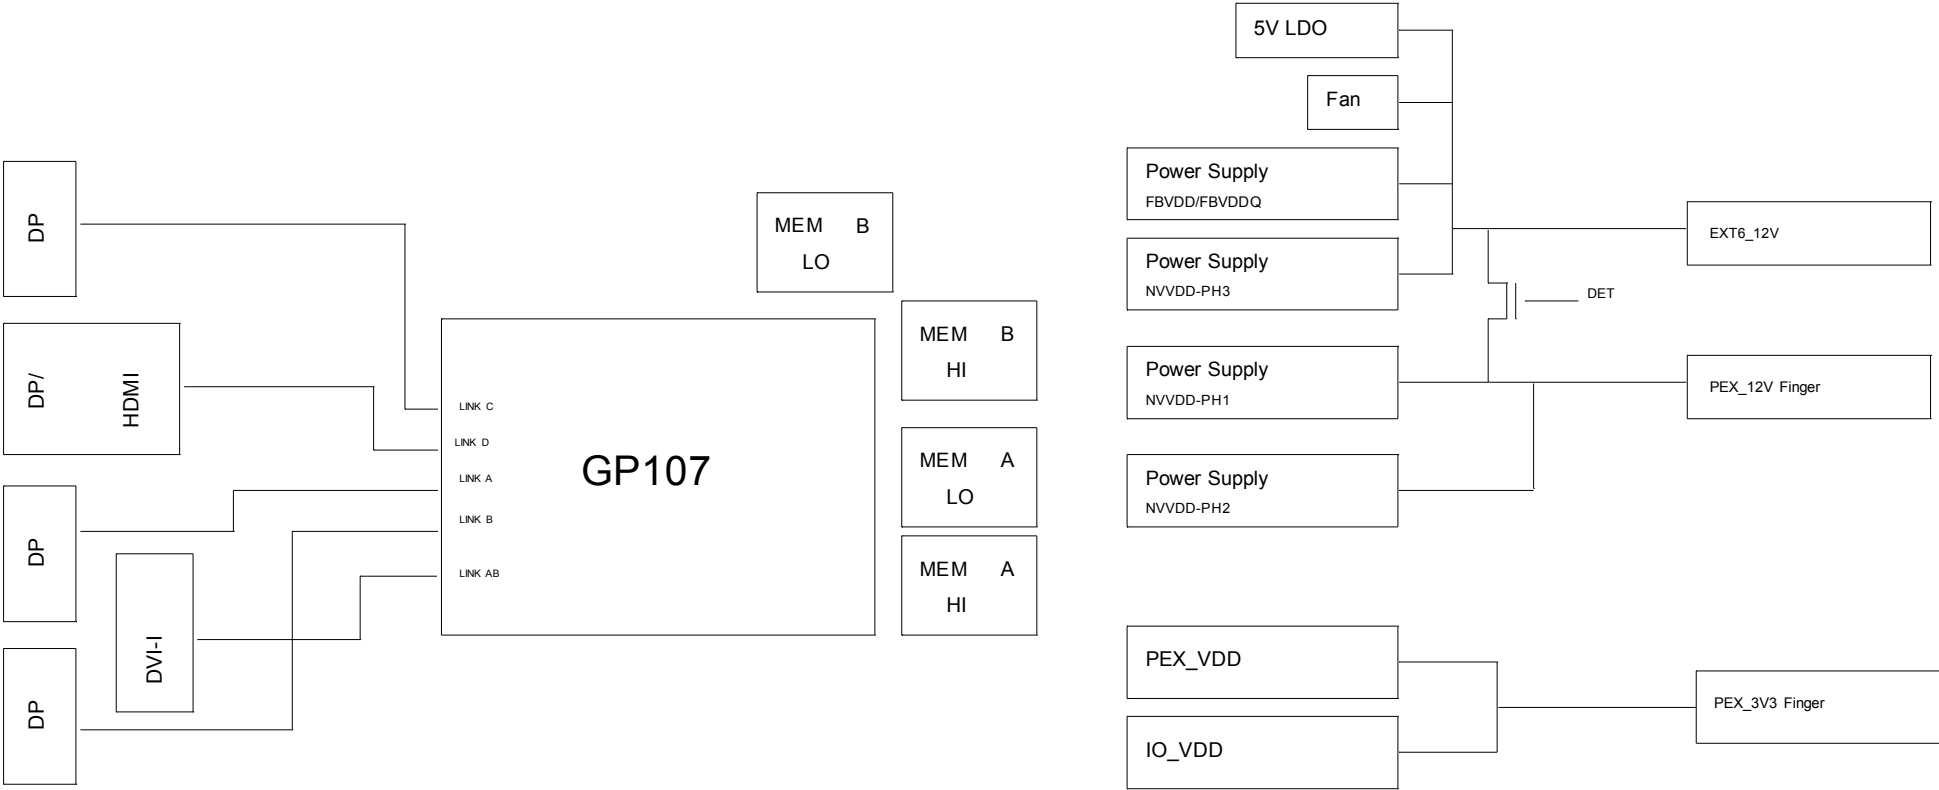 DP
DP/
HDMI
DP
DVI-I
DP
LINK C
LINK D
LINK A
LINK B
LINK AB
GP107
MEM B
LO
MEM B
HI
MEM A
LO
MEM A
HI
5V LDO
Fan
Power Supply
FBVDD/FBVDDQ
Power Supply
NVVDD-PH3
Power Supply
NVVDD-PH1
Power Supply
NVVDD-PH2
EXT6_12V
DET
PEX_12V Finger
PEX_VDD
IO_VDD
PEX_3V3 Finger